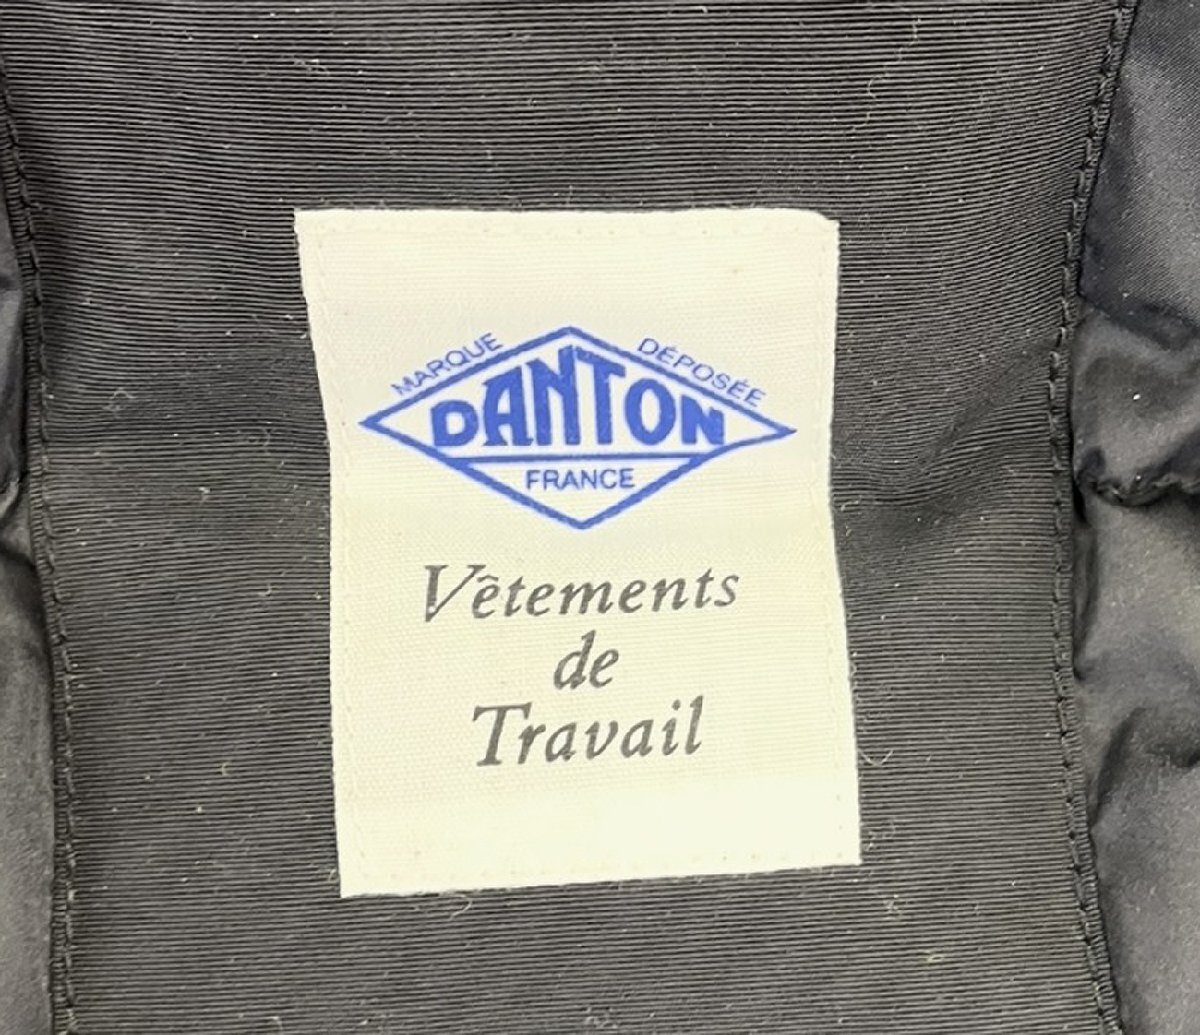 MARQUE DÉPOSÉE
DANTON
FRANCE
Vêtements
de
Travail